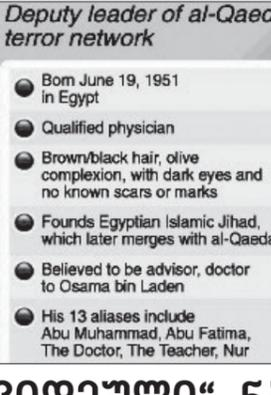 Deputy leader of al-Qaed
terror network
Born June 19, 1951
in Egypt
Qualified physician
Brown/black hair, olive
complexion, with dark eyes and
no known scars or marks
Founds Egyptian Islamic Jihad,
which later merges with al-Qaeda
Believed to be advisor, doctor
to Osama bin Laden
His 13 aliases include
Abu Muhammad, Abu Fatima,
The Doctor, The Teacher, Nur